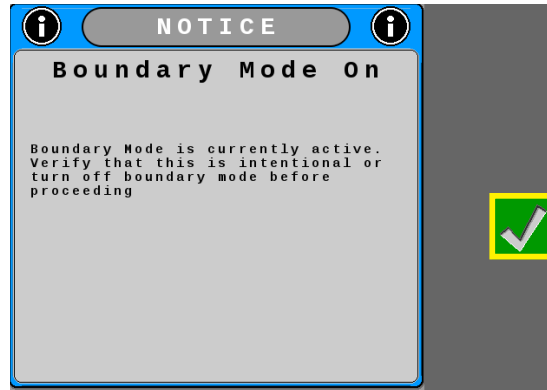 NOTICE
Boundary Mode On
Boundary Mode is currently active.
Verify that this is intentional or
turn off boundary mode before
proceeding